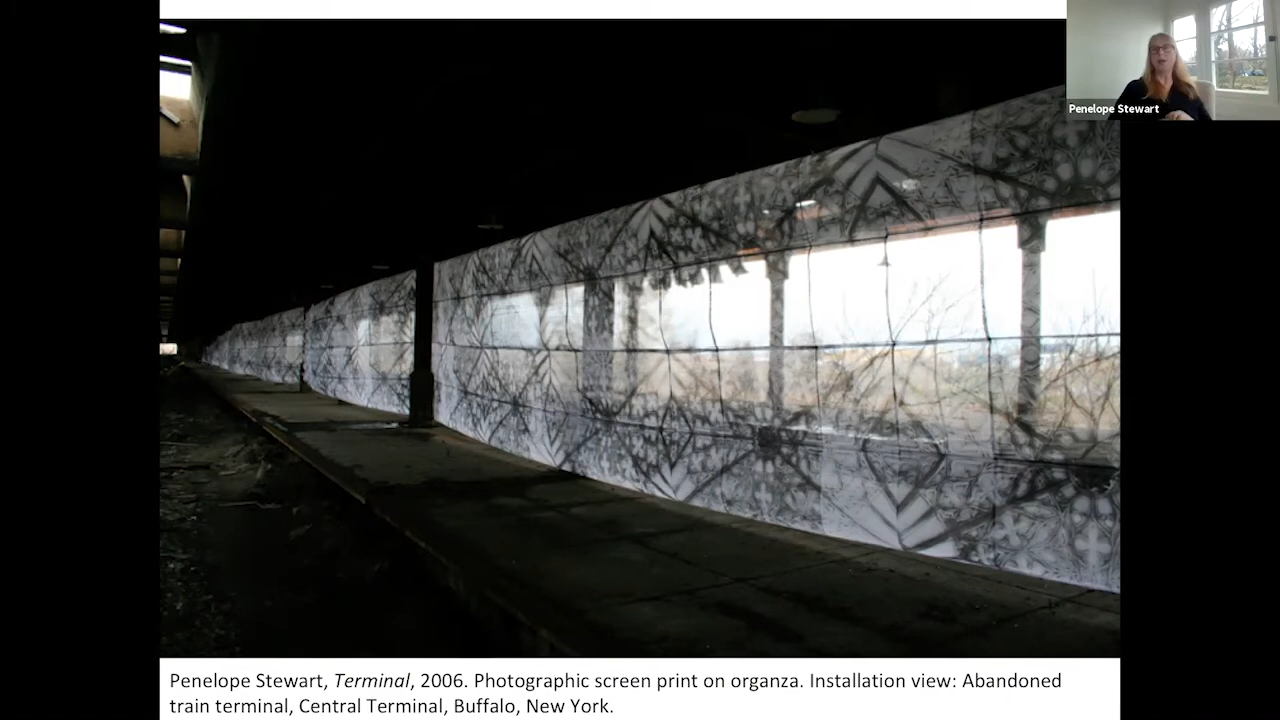 Penelope Stewart
Penelope Stewart, Terminal, 2006. Photographic screen print on organza. Installation view: Abandoned
train terminal, Central Terminal, Buffalo, New York.